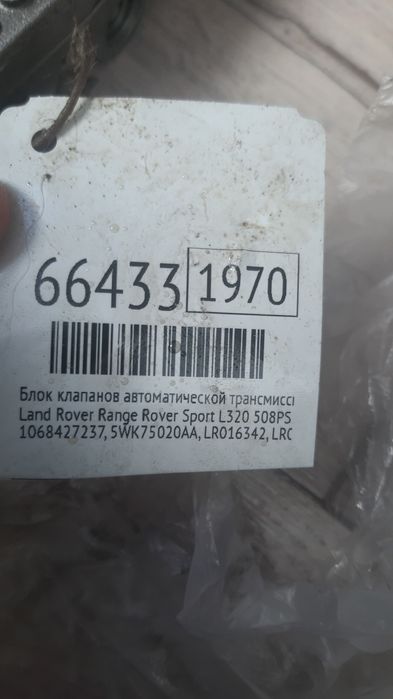 66433 1970
Блок клапанов автоматической трансмисс
Land Rover Range Rover Sport L320 508PS
1068427237, 5WK75020AA, LR016342, LR